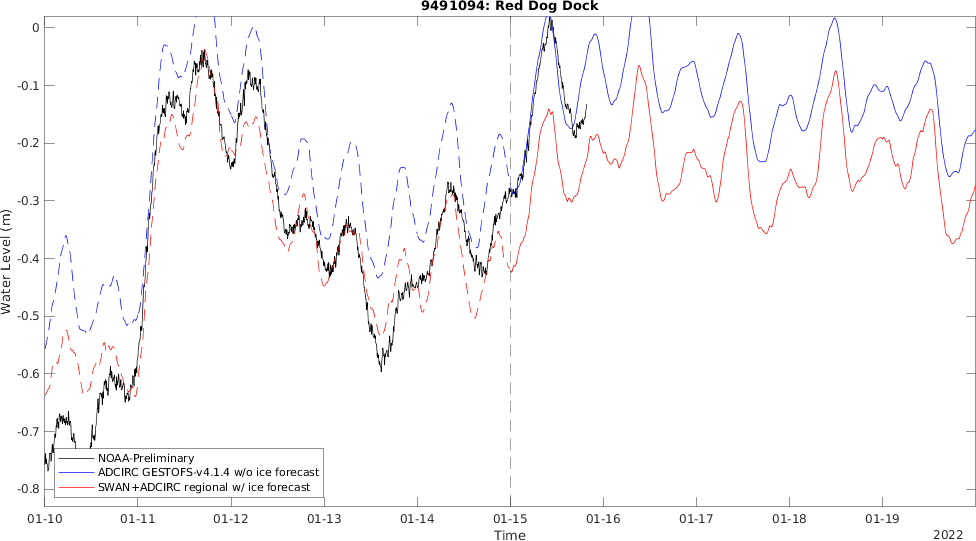 9491094: Red Dog Dock
Water Level (m)
0
-0.1
-0.2
-0.3
-0.4
-0.5
-0.6
-0.7
-0.8
NOAA-Preliminary
ADCIRC GESTOFS-v4.1.4 w/o ice forecast
SWAN+ADCIRC regional w/ ice forecast
01-10 01-11 01-12 01-13 01-14 01-15 01-16 01-17 01-18 01-19
Time
2022